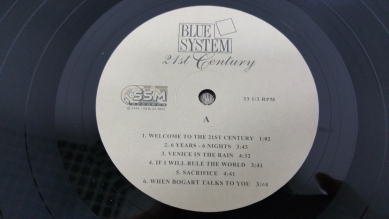 BLUE
SYSTEM
21st Century
SSM
33 1/3 RPM
A
1. WELCOME TO THE 21ST CENTURY 1:02
2. 6 YEARS - 6 NIGHTS 3:43
3. VENICE IN THE RAIN 4:32
4. IF I WILL RULE THE WORLD 3:41
5. SACRIFICE 4:41
6. WHEN BOGART TALKS TO YOU